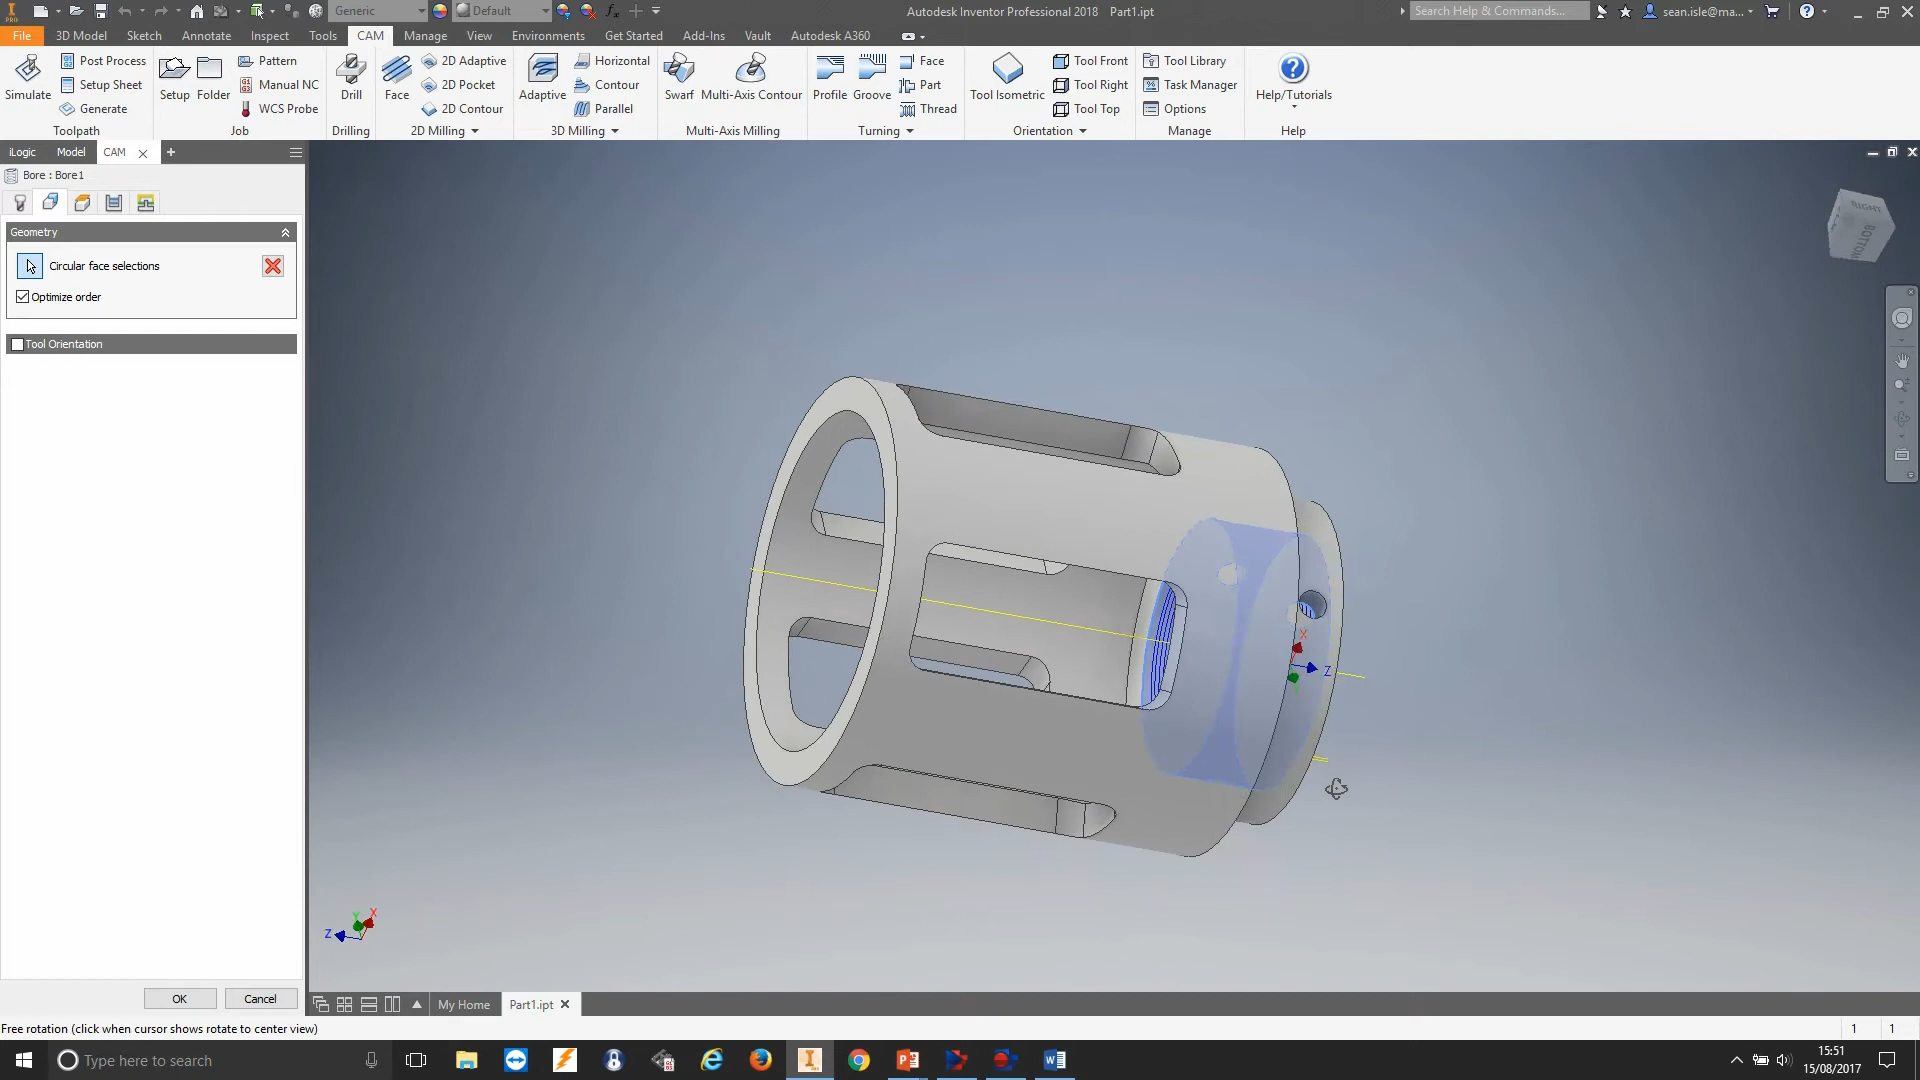 Generic
Default
Autodesk Inventor Professional 2018 Part1.ipt
Search Help & Commands...
sean.isle@ma...
PRO
File 3D Model Sketch Annotate Inspect Tools CAM Manage View Environments Get Started Add-Ins Vault Autodesk A360
Simulate
Post Process
Setup Sheet
Generate
Toolpath
Setup
Folder
Pattern
Manual NC
WCS Probe
Job
Drill
Drilling
Face
2D Adaptive
2D Pocket
2D Contour
2D Milling
Adaptive
Horizontal
Contour
Parallel
3D Milling
Swarf
Multi-Axis Contour
Multi-Axis Milling
Profile
Groove
Face
Part
Thread
Turning
Tool Isometric
Tool Front
Tool Right
Tool Top
Orientation
Tool Library
Task Manager
Options
Manage
Help/Tutorials
Help
iLogic Model CAM
Bore : Bore1
Geometry
Circular face selections
Optimize order
Tool Orientation
RIGHT
BOTTOM
X
Z
Y
X
Y
Z
OK Cancel
My Home Part1.ipt
Free rotation (click when cursor shows rotate to center view)
1 1
Type here to search
15:51
15/08/2017